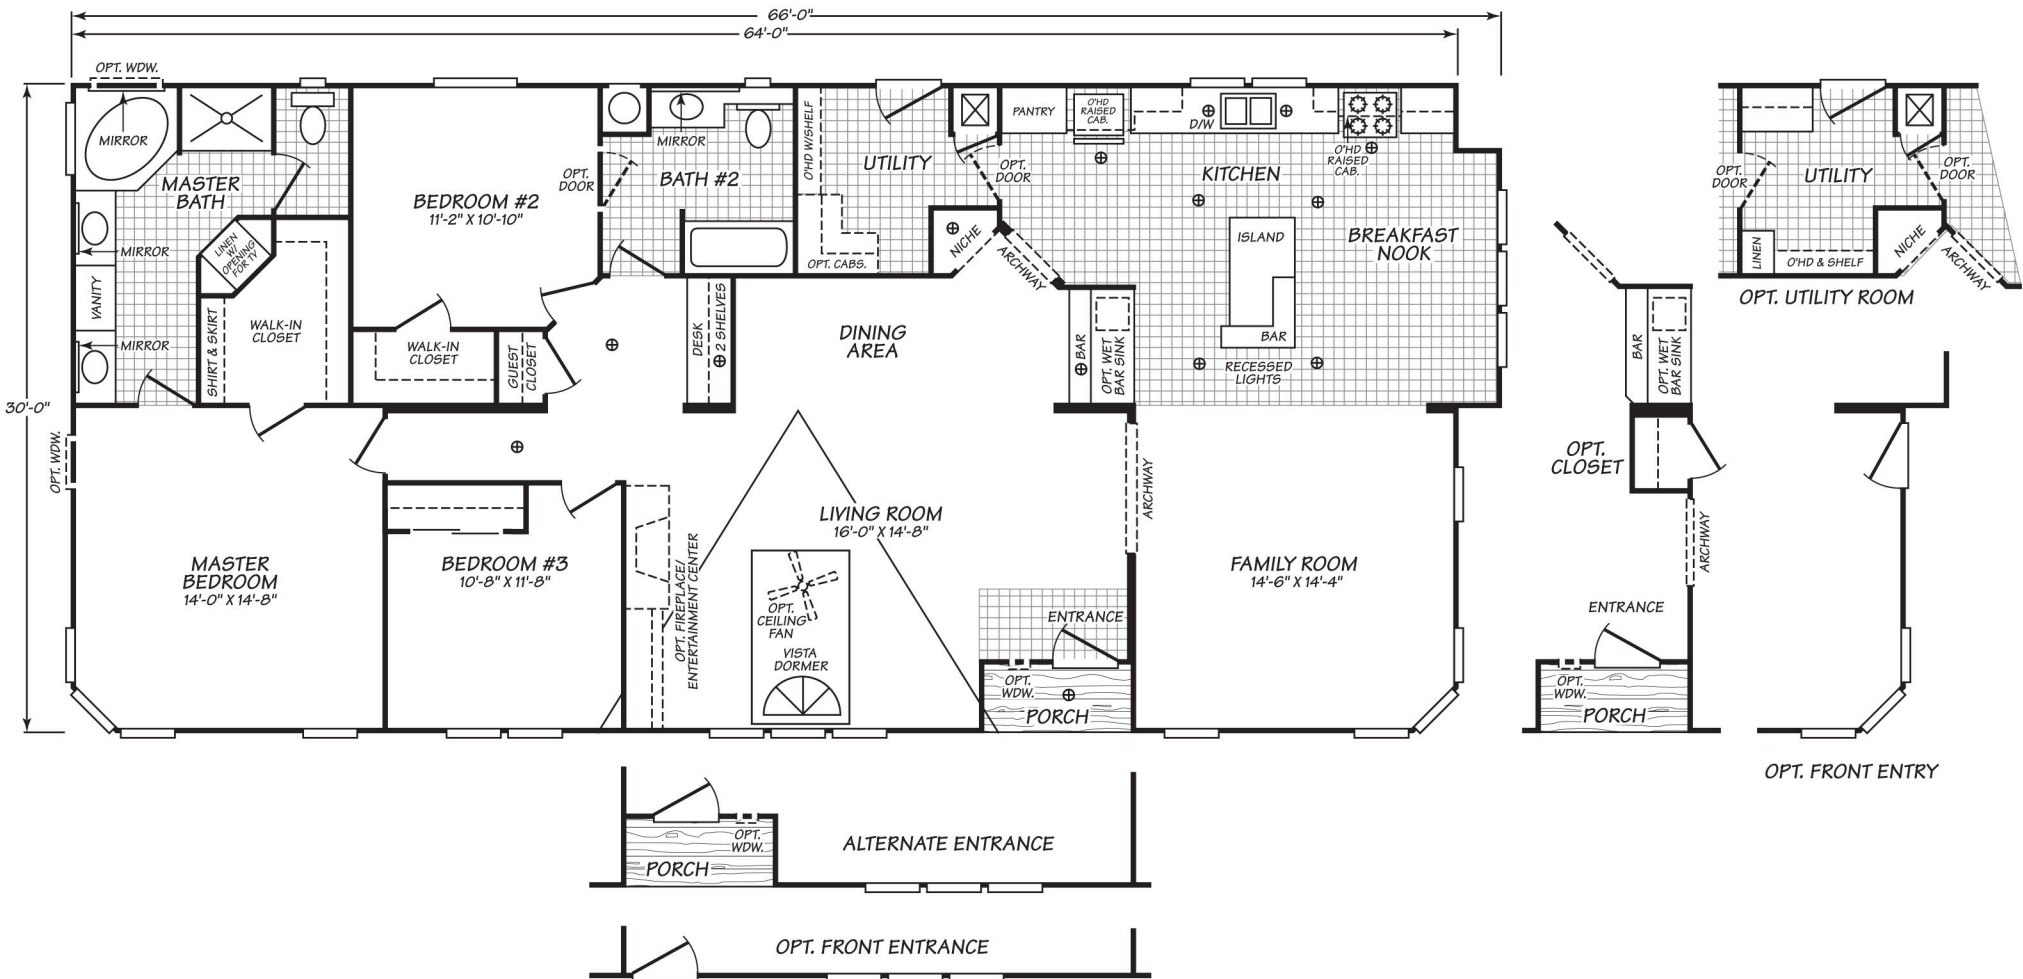 66'-0"
64'-0"
30'-0"
OPT. WDW.
MIRROR
MASTER
BATH
MIRROR
VANITY
MIRROR
LINEN
W/
OPENING
FOR TV
SHIRT & SKIRT
WALK-IN
CLOSET
BEDROOM #2
11'-2" X 10'-10"
WALK-IN
CLOSET
GUEST
CLOSET
OPT.
DOOR
MIRROR
BATH #2
DESK
2 SHELVES
O'HD W/SHELF
UTILITY
OPT. CABS.
OPT.
DOOR
NICHE
ARCHWAY
PANTRY
O'HD
RAISED
CAB.
D/W
O'HD
RAISED
CAB.
KITCHEN
ISLAND
BAR
BREAKFAST
NOOK
RECESSED
LIGHTS
BAR
OPT. WET
BAR SINK
DINING
AREA
OPT. WDW.
MASTER
BEDROOM
14'-0" X 14'-8"
BEDROOM #3
10'-8" X 11'-8"
OPT. FIREPLACE/
ENTERTAINMENT CENTER
LIVING ROOM
16'-0" X 14'-8"
OPT.
CEILING
FAN
VISTA
DORMER
ARCHWAY
ENTRANCE
OPT.
WDW.
PORCH
FAMILY ROOM
14'-6" X 14'-4"
OPT.
DOOR
UTILITY
OPT.
DOOR
LINEN
O'HD & SHELF
NICHE
ARCHWAY
OPT. UTILITY ROOM
BAR
OPT. WET
BAR SINK
OPT.
CLOSET
ARCHWAY
ENTRANCE
OPT.
WDW.
PORCH
OPT. FRONT ENTRY
OPT.
WDW.
PORCH
ALTERNATE ENTRANCE
OPT. FRONT ENTRANCE